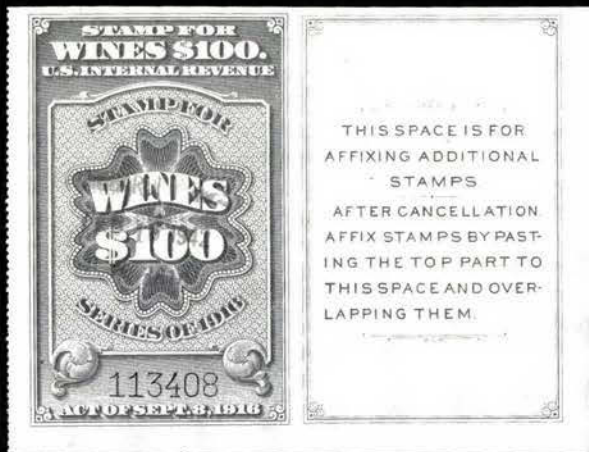 STAMP FOR
WINES $100.
U.S. INTERNAL REVENUE
STAMP FOR
WINES
$100
SERIES OF 1916
113408
ACT OF SEPT. 8, 1916
THIS SPACE IS FOR
AFFIXING ADDITIONAL
STAMPS
AFTER CANCELLATION
AFFIX STAMPS BY PAST-
ING THE TOP PART TO
THIS SPACE AND OVER-
LAPPING THEM.